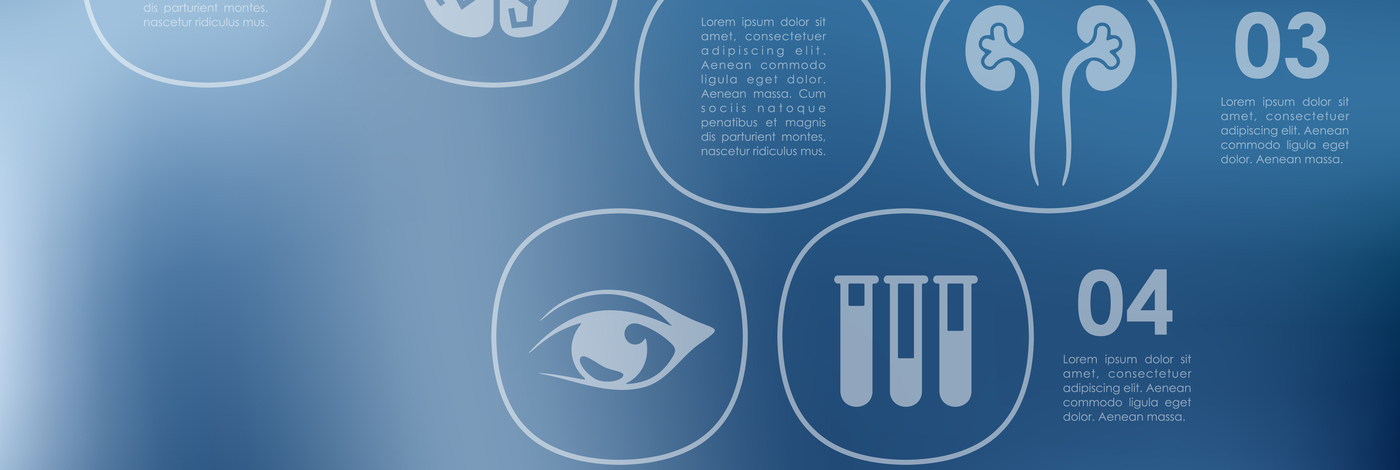 dis parturient montes,
nascetur ridiculus mus.
Lorem ipsum dolor sit
amet, consectetuer
adipiscing elit.
Aenean commodo
ligula eget dolor.
Aenean massa. Cum
sociis natoque
penatibus et magnis
dis parturient montes,
nascetur ridiculus mus.
03
Lorem ipsum dolor sit
amet, consectetuer
adipiscing elit. Aenean
commodo ligula eget
dolor. Aenean massa.
04
Lorem ipsum dolor sit
amet, consectetuer
adipiscing elit. Aenean
commodo ligula eget
dolor. Aenean massa.